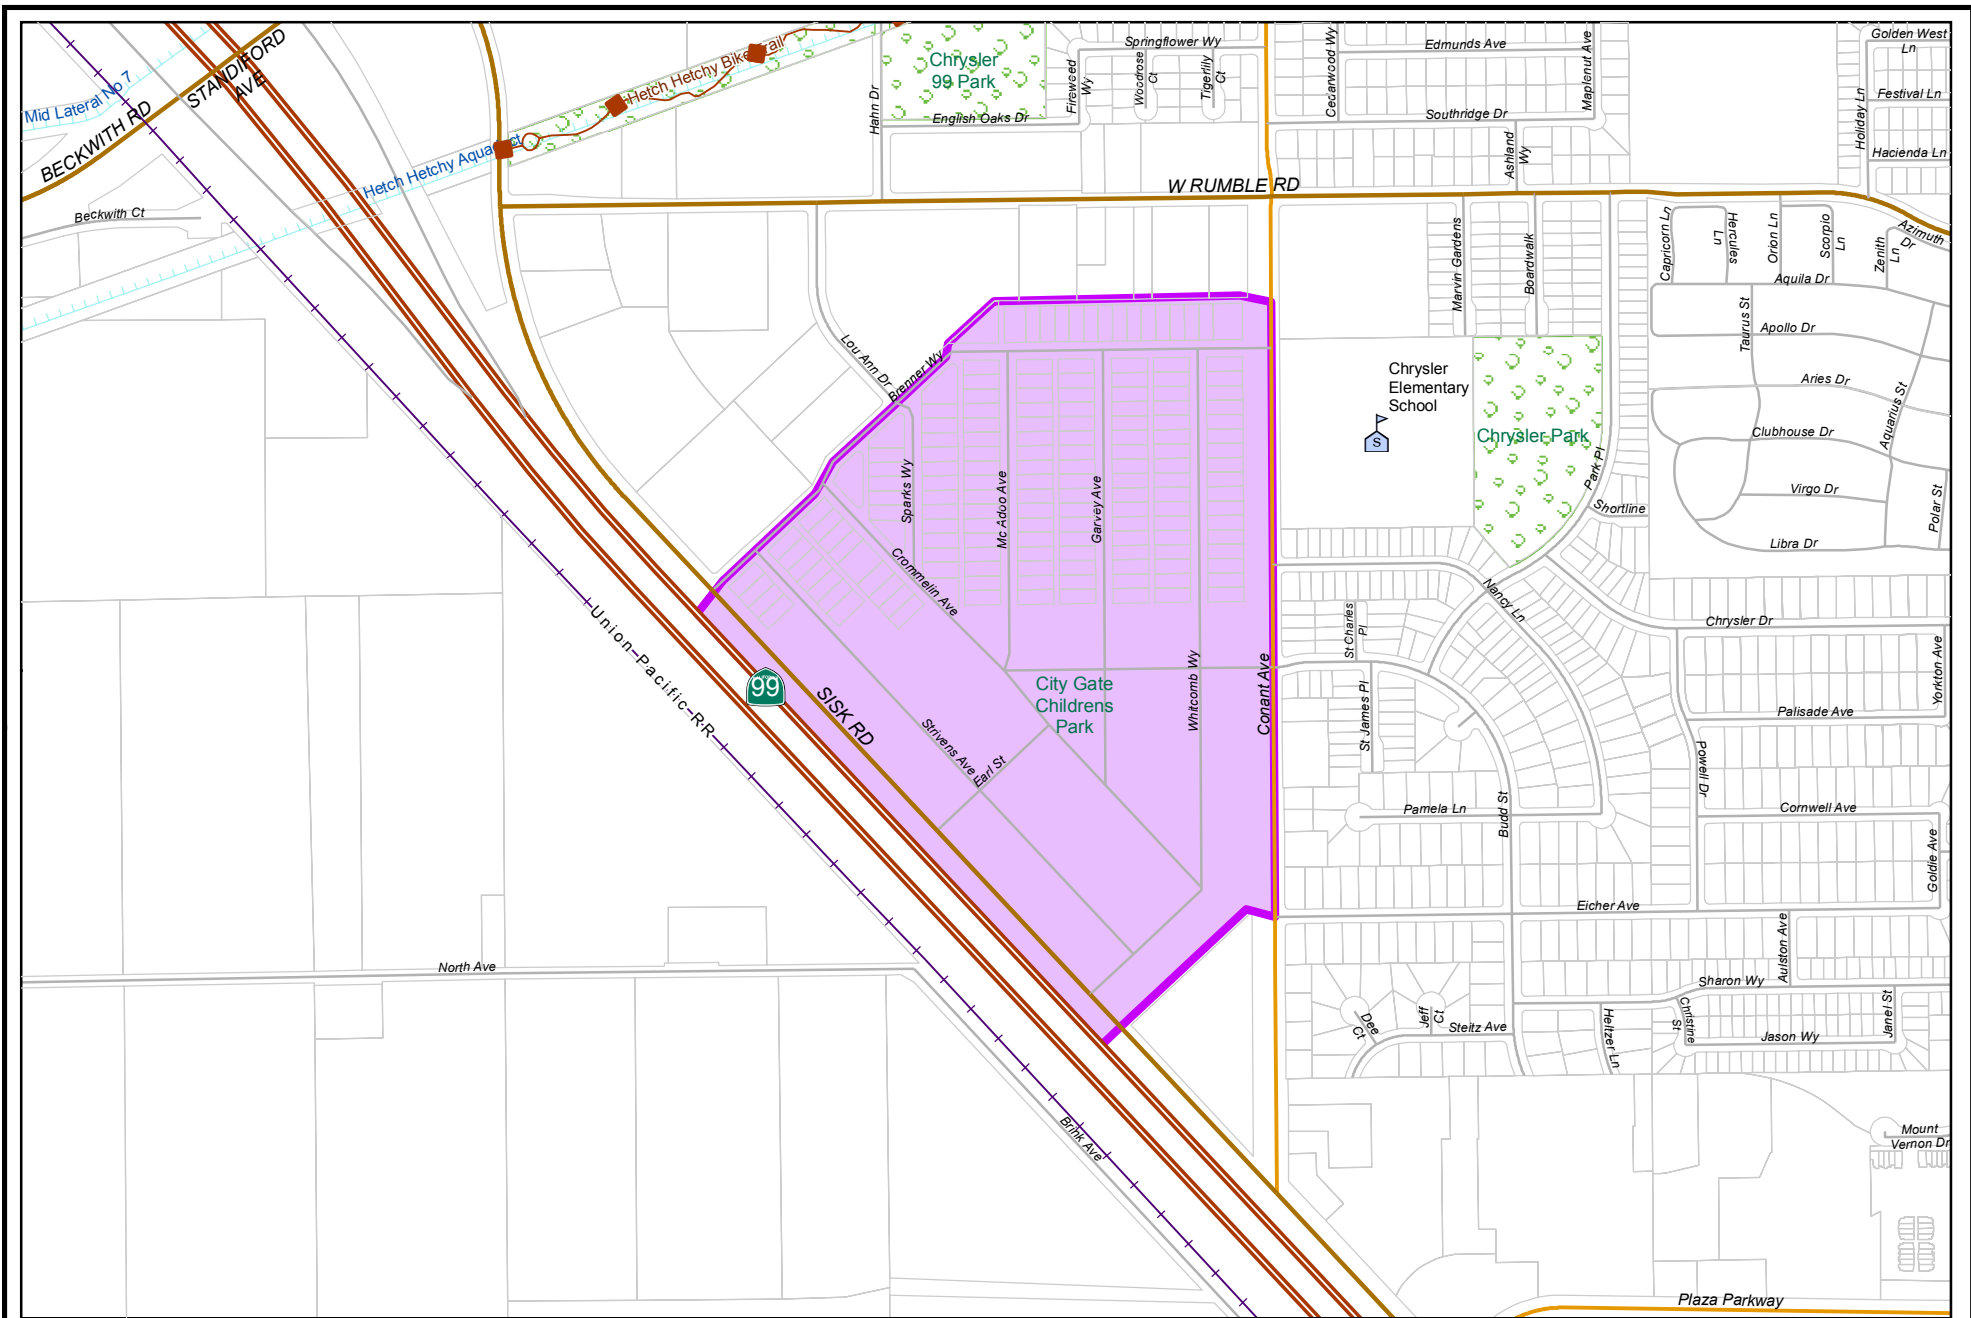 Mid Lateral No 7
BECKWITH RD
STANDIFORD
AVE
Hetch Hetchy Bike Trail
Hetch Hetchy Aquaduct
Beckwith Ct
Hahn Dr
Chrysler
99 Park
English Oaks Dr
Fireweed
Wy
Springflower Wy
Woodrose
Ct
Tigerlily
Ct
Cedarwood Wy
Edmunds Ave
Maplenut Ave
Southridge Dr
Ashland
Wy
Golden West
Ln
Festival Ln
Holiday Ln
Hacienda Ln
W RUMBLE RD
Marvin Gardens
Boardwalk
Capricorn Ln
Hercules
Ln
Orion Ln
Scorpio
Ln
Zenith
Ln
Azimuth
Dr
Aquila Dr
Taurus St
Apollo Dr
Aries Dr
Aquarius St
Clubhouse Dr
Virgo Dr
Polar St
Libra Dr
Lou Ann Dr
Brenner Wy
Chrysler
Elementary
School
S
Chrysler Park
Park Pl
Shortline
Sparks Wy
Mc Adoo Ave
Garvey Ave
Crommelin Ave
Nancy Ln
Chrysler Dr
St Charles
Pl
Yorkton Ave
Union Pacific RR
99
SISK RD
City Gate
Childrens
Park
Whitcomb Wy
Conant Ave
St James Pl
Palisade Ave
Strivens Ave
Earl St
Powell Dr
Pamela Ln
Budd St
Cornwell Ave
Goldie Ave
Eicher Ave
Aulston Ave
North Ave
Sharon Wy
Dee
Ct
Jeff
Ct
Steitz Ave
Heltzer Ln
Christine
St
Jason Wy
Janel St
Brink Ave
Mount
Vernon Dr
Plaza Parkway